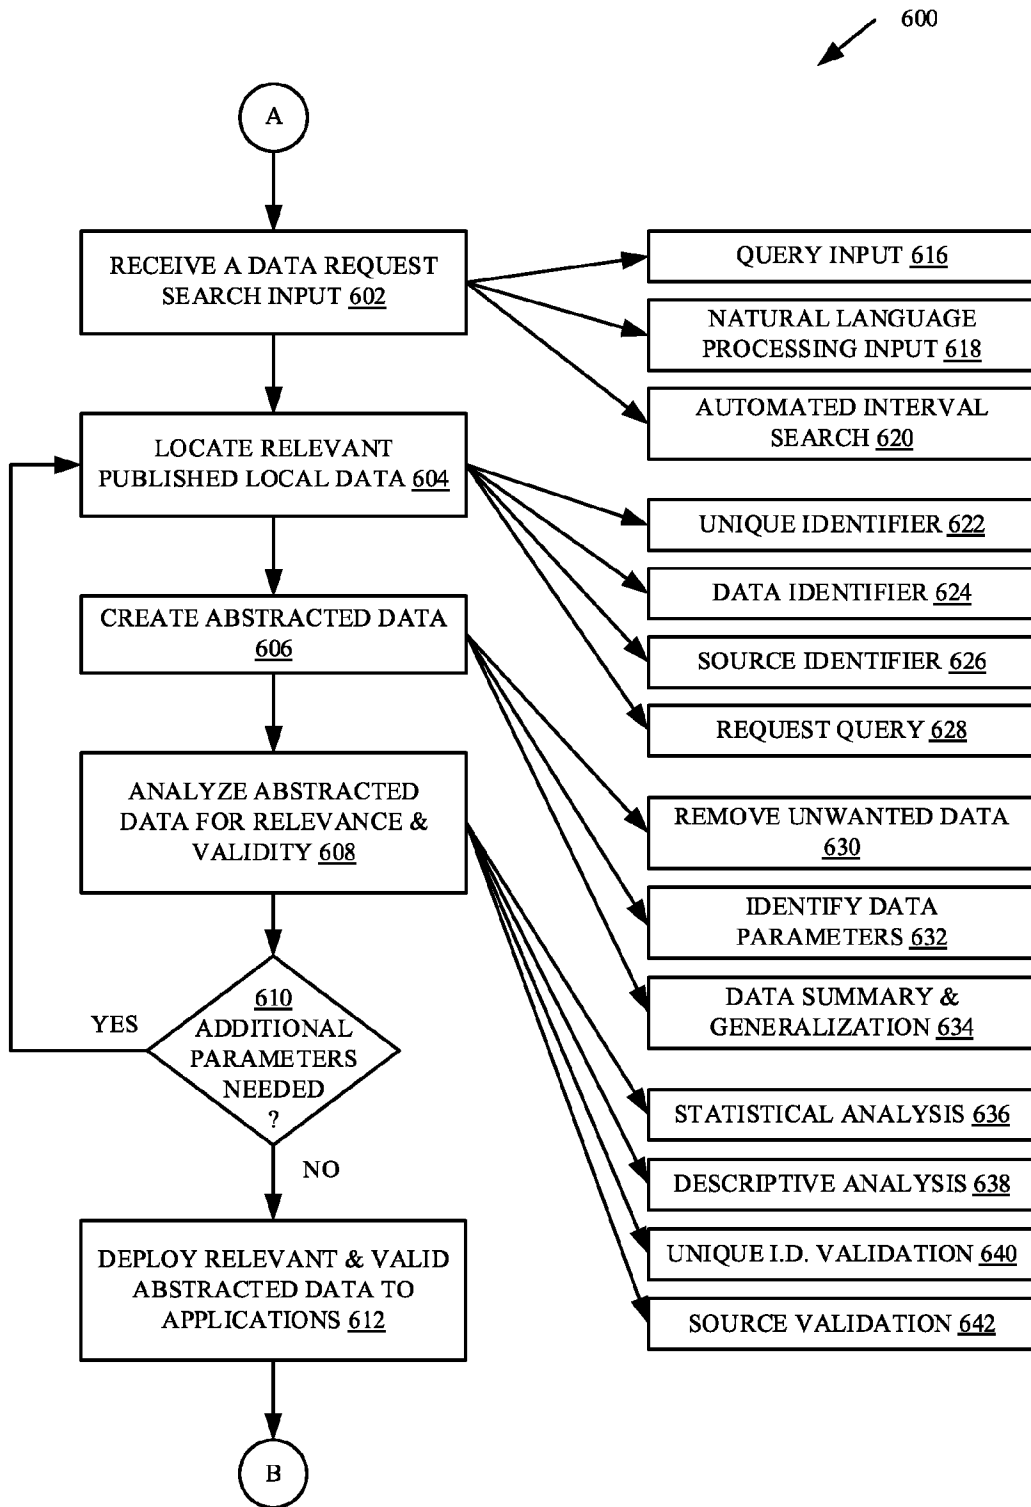 600
A
RECEIVE A DATA REQUEST
SEARCH INPUT 602
QUERY INPUT 616
NATURAL LANGUAGE
PROCESSING INPUT 618
AUTOMATED INTERVAL
SEARCH 620
LOCATE RELEVANT
PUBLISHED LOCAL DATA 604
UNIQUE IDENTIFIER 622
DATA IDENTIFIER 624
SOURCE IDENTIFIER 626
REQUEST QUERY 628
CREATE ABSTRACTED DATA
606
REMOVE UNWANTED DATA
630
IDENTIFY DATA
PARAMETERS 632
DATA SUMMARY &
GENERALIZATION 634
ANALYZE ABSTRACTED
DATA FOR RELEVANCE &
VALIDITY 608
STATISTICAL ANALYSIS 636
DESCRIPTIVE ANALYSIS 638
UNIQUE I.D. VALIDATION 640
SOURCE VALIDATION 642
610
ADDITIONAL
PARAMETERS
NEEDED
?
YES
NO
DEPLOY RELEVANT & VALID
ABSTRACTED DATA TO
APPLICATIONS 612
B